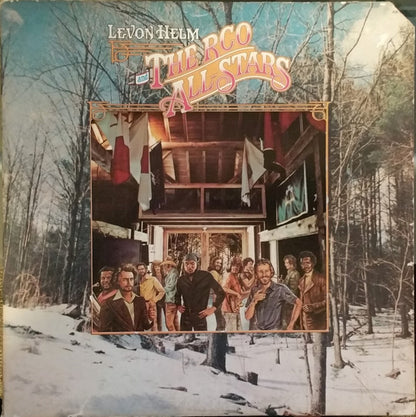 LEVON HELM
AND
THE RCO
ALL-STARS